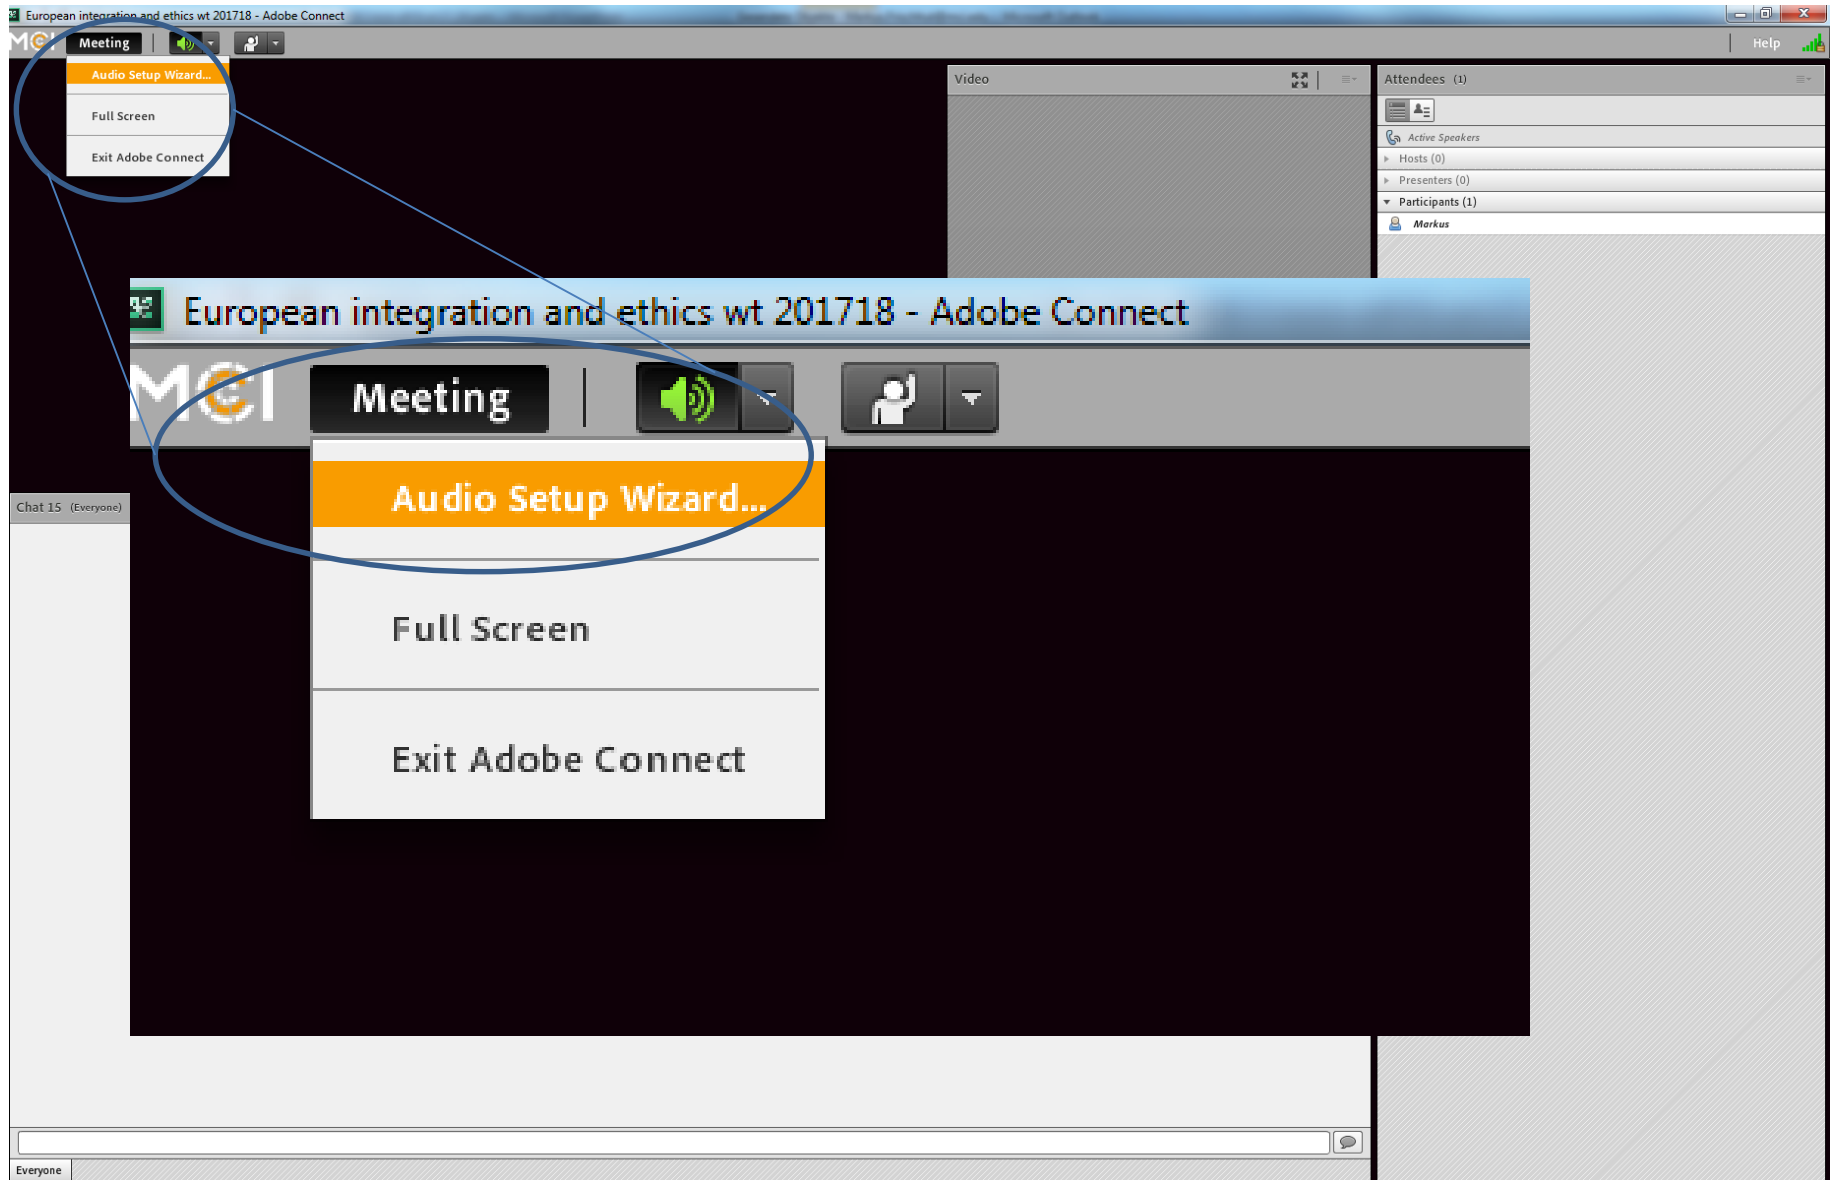 European integration and ethics wt 201718 - Adobe Connect
MCI Meeting Help
Audio Setup Wizard...
Full Screen
Exit Adobe Connect
Video
Attendees (1)
Active Speakers
Hosts (0)
Presenters (0)
Participants (1)
Markus
European integration and ethics wt 201718 - Adobe Connect
MCI Meeting
Audio Setup Wizard...
Full Screen
Exit Adobe Connect
Chat 15 (Everyone)
Everyone